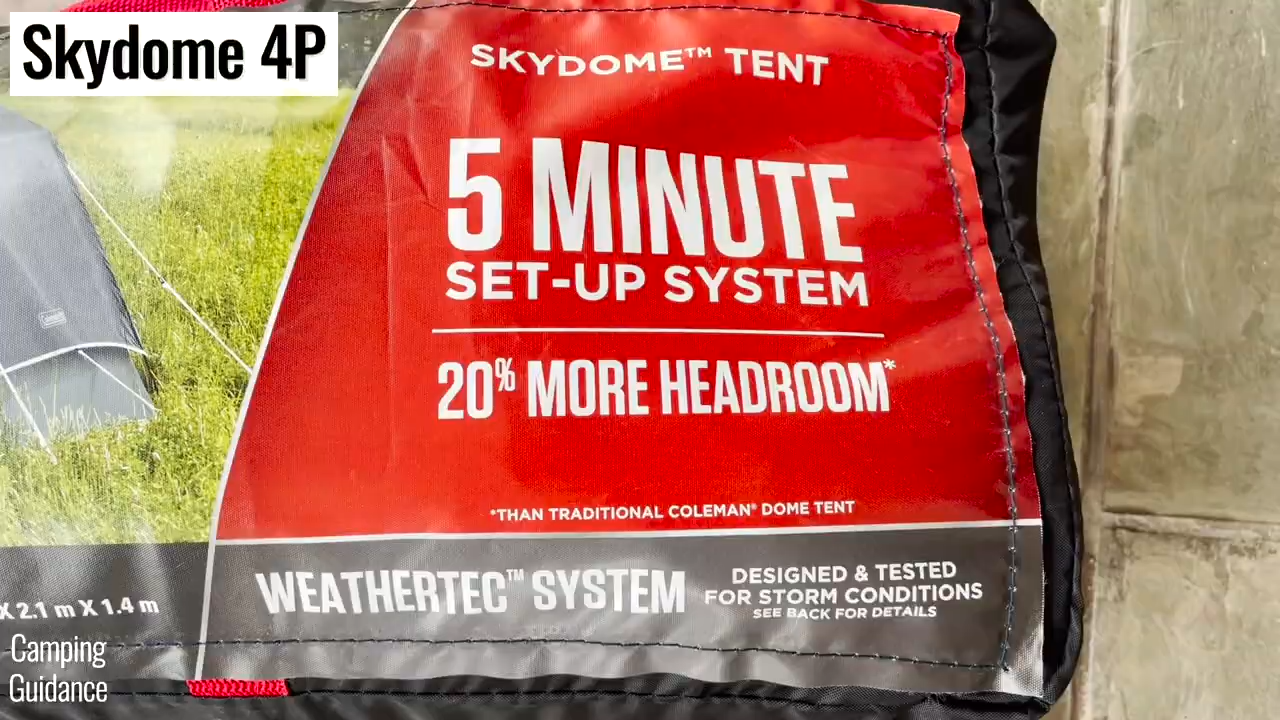 Skydome 4P
SKYDOME™ TENT
5 MINUTE
SET-UP SYSTEM
20% MORE HEADROOM*
*THAN TRADITIONAL COLEMAN® DOME TENT
WEATHERTEC™ SYSTEM
DESIGNED & TESTED
FOR STORM CONDITIONS
SEE BACK FOR DETAILS
X 2.1 m X 1.4 m
Camping
Guidance